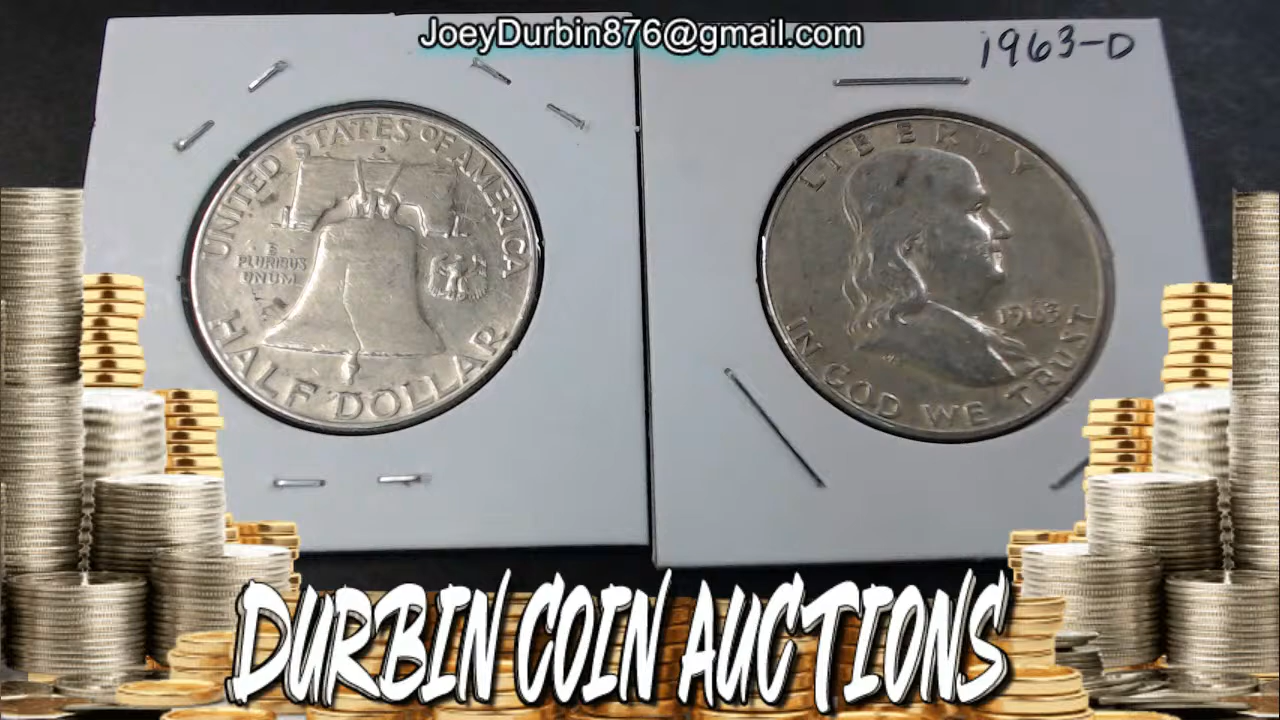 JoeyDurbin876@gmail.com
1963-D
UNITED STATES OF AMERICA
E
PLURIBUS
UNUM
HALF DOLLAR
LIBERTY
1963
IN GOD WE TRUST
DURBIN COIN AUCTIONS